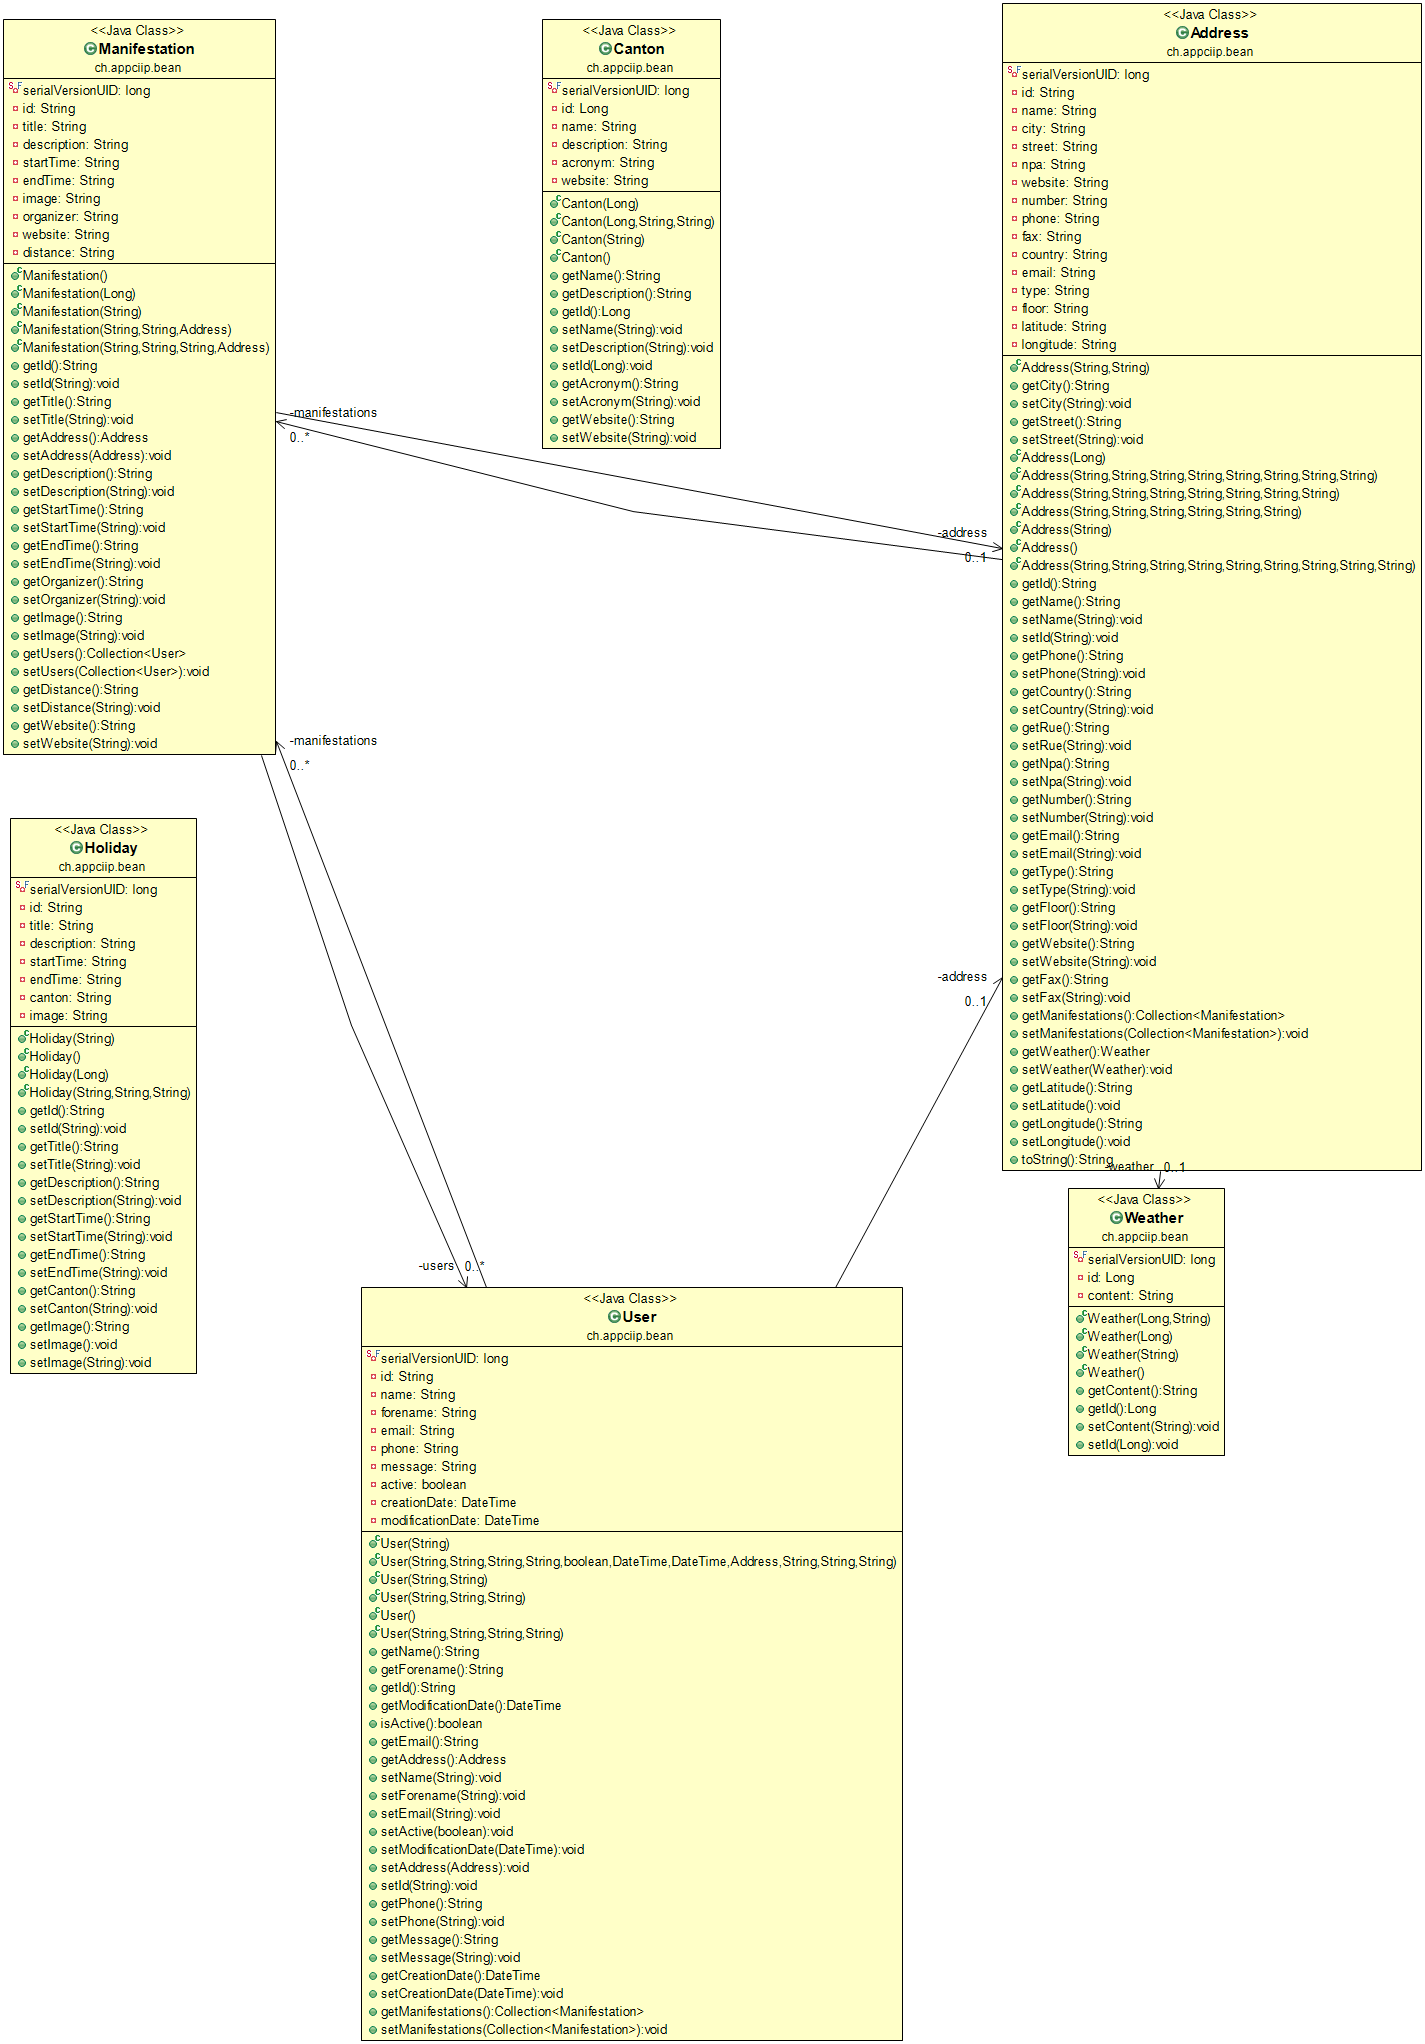 <<Java Class>>
Manifestation
ch.appciip.bean
serialVersionUID: long
id: String
title: String
description: String
startTime: String
endTime: String
image: String
organizer: String
website: String
distance: String
Manifestation()
Manifestation(Long)
Manifestation(String)
Manifestation(String,String,Address)
Manifestation(String,String,String,Address)
getId():String
setId(String):void
getTitle():String
setTitle(String):void
getAddress():Address
setAddress(Address):void
getDescription():String
setDescription(String):void
getStartTime():String
setStartTime(String):void
getEndTime():String
setEndTime(String):void
getOrganizer():String
setOrganizer(String):void
getImage():String
setImage(String):void
getUsers():Collection<User>
setUsers(Collection<User>):void
getDistance():String
setDistance(String):void
getWebsite():String
setWebsite(String):void
<<Java Class>>
Canton
ch.appciip.bean
serialVersionUID: long
id: Long
name: String
description: String
acronym: String
website: String
Canton(Long)
Canton(Long,String,String)
Canton(String)
Canton()
getName():String
getDescription():String
getId():Long
setName(String):void
setDescription(String):void
setId(Long):void
getAcronym():String
setAcronym(String):void
getWebsite():String
setWebsite(String):void
<<Java Class>>
Address
ch.appciip.bean
serialVersionUID: long
id: String
name: String
city: String
street: String
npa: String
website: String
number: String
phone: String
fax: String
country: String
email: String
type: String
floor: String
latitude: String
longitude: String
Address(String,String)
getCity():String
setCity(String):void
getStreet():String
setStreet(String):void
Address(Long)
Address(String,String,String,String,String,String,String,String)
Address(String,String,String,String,String,String,String)
Address(String,String,String,String,String,String)
Address(String)
Address()
Address(String,String,String,String,String,String,String,String,String)
getId():String
getName():String
setName(String):void
setId(String):void
getPhone():String
setPhone(String):void
getCountry():String
setCountry(String):void
getRue():String
setRue(String):void
getNpa():String
setNpa(String):void
getNumber():String
setNumber(String):void
getEmail():String
setEmail(String):void
getType():String
setType(String):void
getFloor():String
setFloor(String):void
getWebsite():String
setWebsite(String):void
getFax():String
setFax(String):void
getManifestations():Collection<Manifestation>
setManifestations(Collection<Manifestation>):void
getWeather():Weather
setWeather(Weather):void
getLatitude():String
setLatitude():void
getLongitude():String
setLongitude():void
toString():String
-manifestations
0..*
-address
0..1
-manifestations
0..*
-address
0..1
-weather 0..1
-users 0..*
<<Java Class>>
Holiday
ch.appciip.bean
serialVersionUID: long
id: String
title: String
description: String
startTime: String
endTime: String
canton: String
image: String
Holiday(String)
Holiday()
Holiday(Long)
Holiday(String,String,String)
getId():String
setId(String):void
getTitle():String
setTitle(String):void
getDescription():String
setDescription(String):void
getStartTime():String
setStartTime(String):void
getEndTime():String
setEndTime(String):void
getCanton():String
setCanton(String):void
getImage():String
setImage():void
setImage(String):void
<<Java Class>>
Weather
ch.appciip.bean
serialVersionUID: long
id: Long
content: String
Weather(Long,String)
Weather(Long)
Weather(String)
Weather()
getContent():String
getId():Long
setContent(String):void
setId(Long):void
<<Java Class>>
User
ch.appciip.bean
serialVersionUID: long
id: String
name: String
forename: String
email: String
phone: String
message: String
active: boolean
creationDate: DateTime
modificationDate: DateTime
User(String)
User(String,String,String,String,boolean,DateTime,DateTime,Address,String,String,String)
User(String,String)
User(String,String,String)
User()
User(String,String,String,String)
getName():String
getForename():String
getId():String
getModificationDate():DateTime
isActive():boolean
getEmail():String
getAddress():Address
setName(String):void
setForename(String):void
setEmail(String):void
setActive(boolean):void
setModificationDate(DateTime):void
setAddress(Address):void
setId(String):void
getPhone():String
setPhone(String):void
getMessage():String
setMessage(String):void
getCreationDate():DateTime
setCreationDate(DateTime):void
getManifestations():Collection<Manifestation>
setManifestations(Collection<Manifestation>):void